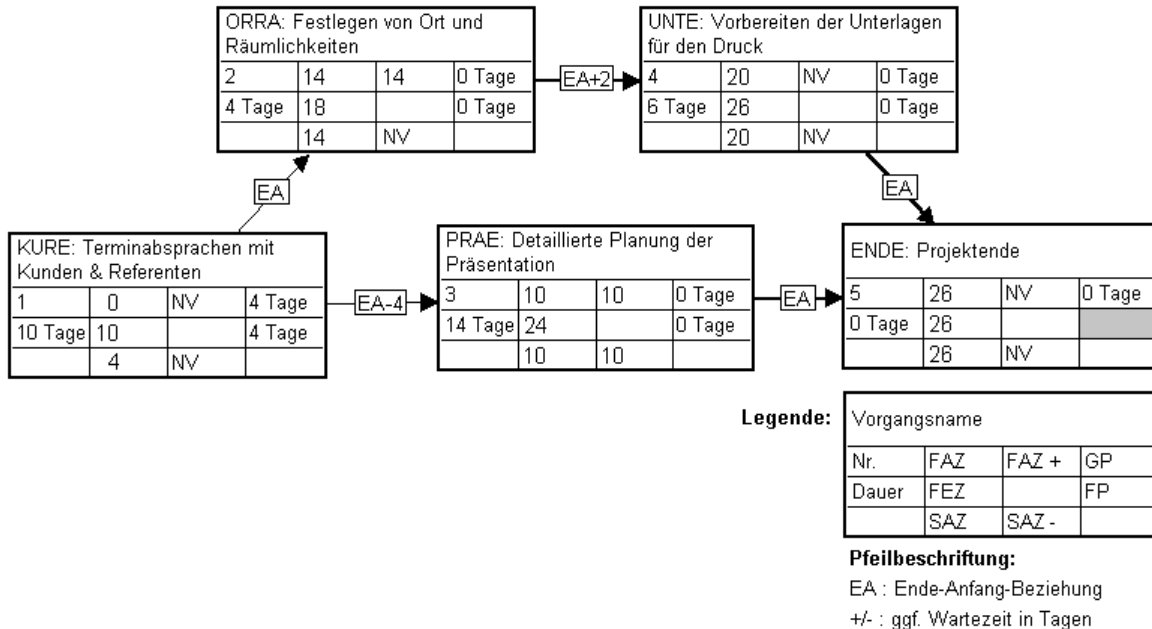 ORRA: Festlegen von Ort und
Räumlichkeiten
2 14 14 0 Tage
4 Tage 18 0 Tage
14 NV
EA+2
UNTE: Vorbereiten der Unterlagen
für den Druck
4 20 NV 0 Tage
6 Tage 26 0 Tage
20 NV
EA
EA
KURE: Terminabsprachen mit
Kunden & Referenten
1 0 NV 4 Tage
10 Tage 10 4 Tage
4 NV
EA-4
PRAE: Detaillierte Planung der
Präsentation
3 10 10 0 Tage
14 Tage 24 0 Tage
10 10
EA
ENDE: Projektende
5 26 NV 0 Tage
0 Tage 26
26 NV
Legende:
Vorgangsname
Nr. FAZ FAZ + GP
Dauer FEZ FP
SAZ SAZ -
Pfeilbeschriftung:
EA : Ende-Anfang-Beziehung
+/- : ggf. Wartezeit in Tagen